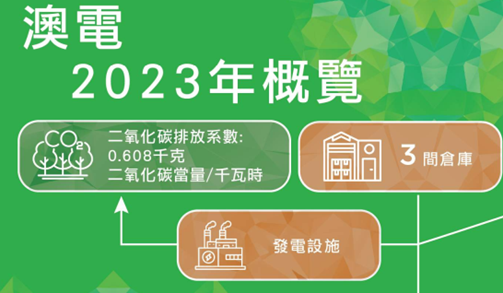 澳電
2023年概覽
CO2
二氧化碳排放系數:
0.608千克
二氧化碳當量/千瓦時
3 間倉庫
發電設施